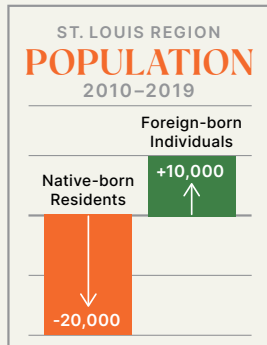 ST. LOUIS REGION
POPULATION
2010–2019
Foreign-born
Individuals
+10,000
Native-born
Residents
-20,000